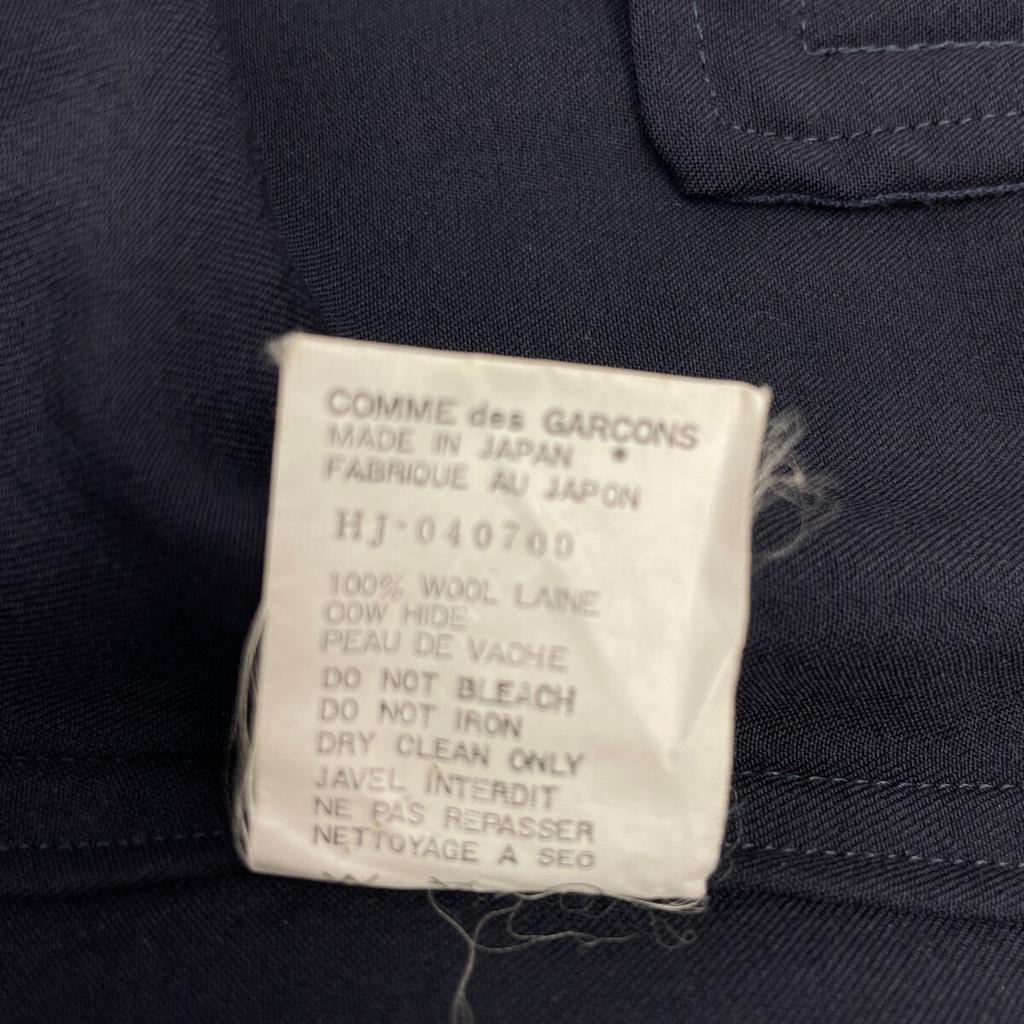 COMME des GARCONS
MADE IN JAPAN *
FABRIQUE AU JAPON
HJ-040700
100% WOOL LAINE
COW HIDE
PEAU DE VACHE
DO NOT BLEACH
DO NOT IRON
DRY CLEAN ONLY
JAVEL INTERDIT
NE PAS REPASSER
NETTOYAGE A SEC